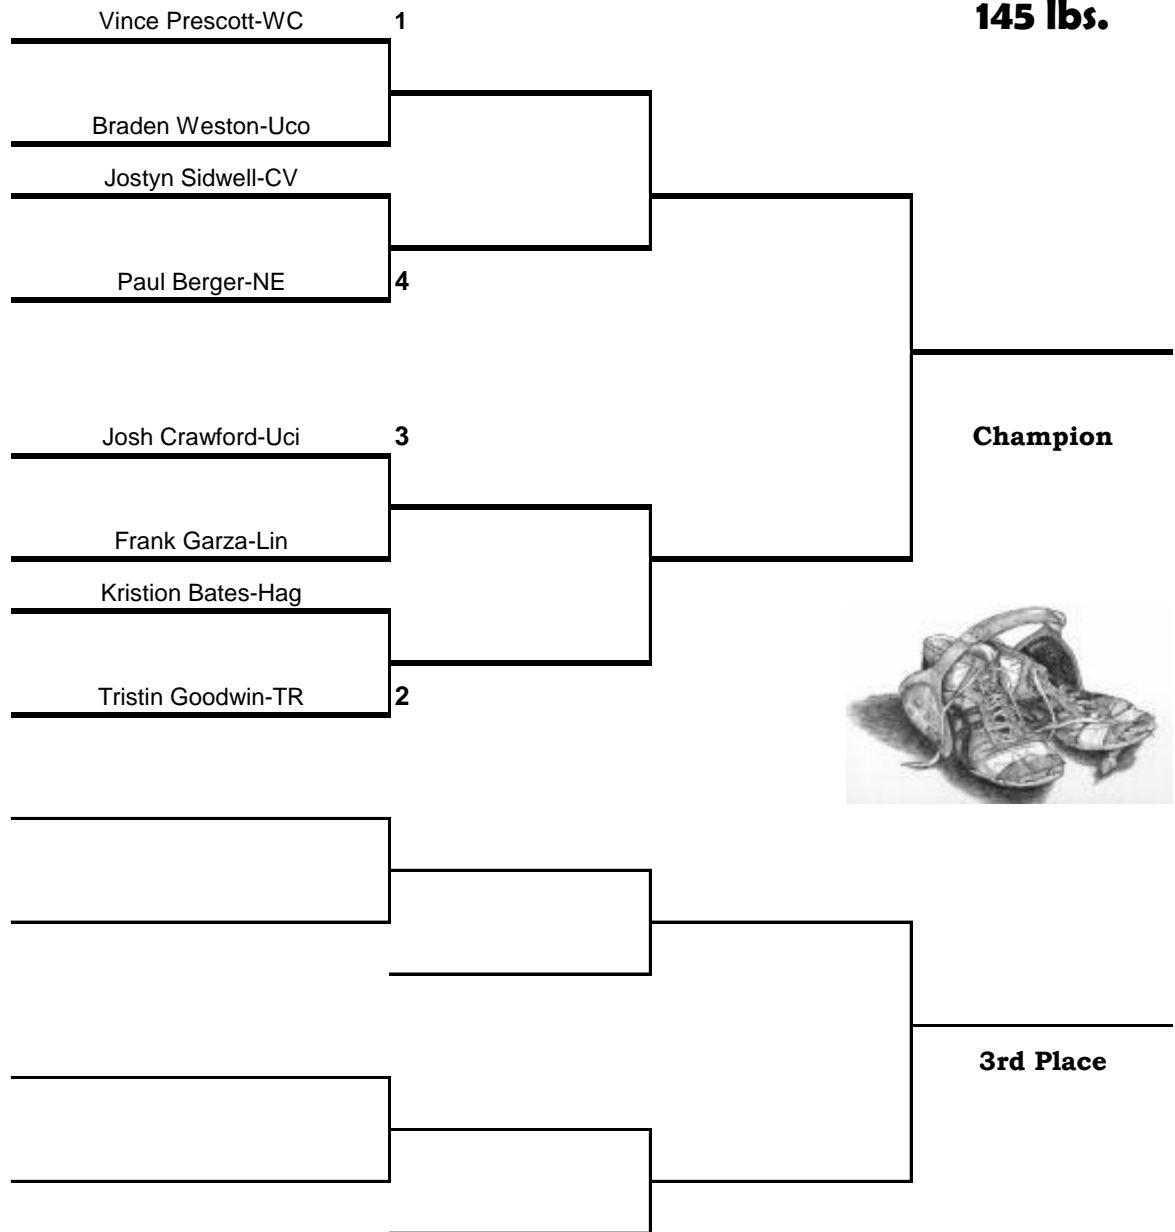 145 lbs.
Vince Prescott-WC 1
Braden Weston-Uco
Jostyn Sidwell-CV
Paul Berger-NE 4
Josh Crawford-Uci 3
Champion
Frank Garza-Lin
Kristion Bates-Hag
Tristin Goodwin-TR 2
3rd Place